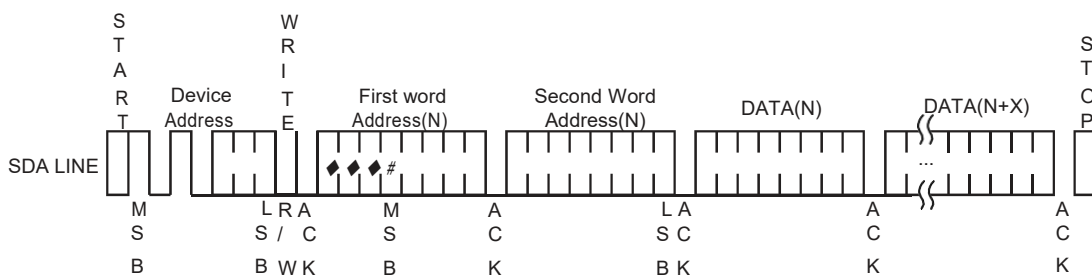 START
WRITE
STOP
Device
Address
First word
Address(N)
Second Word
Address(N)
DATA(N)
DATA(N+X)
SDA LINE
♦ ♦ ♦ #
...
MSB
LSB
R/W
ACK
MSB
ACK
LSB
ACK
ACK
ACK